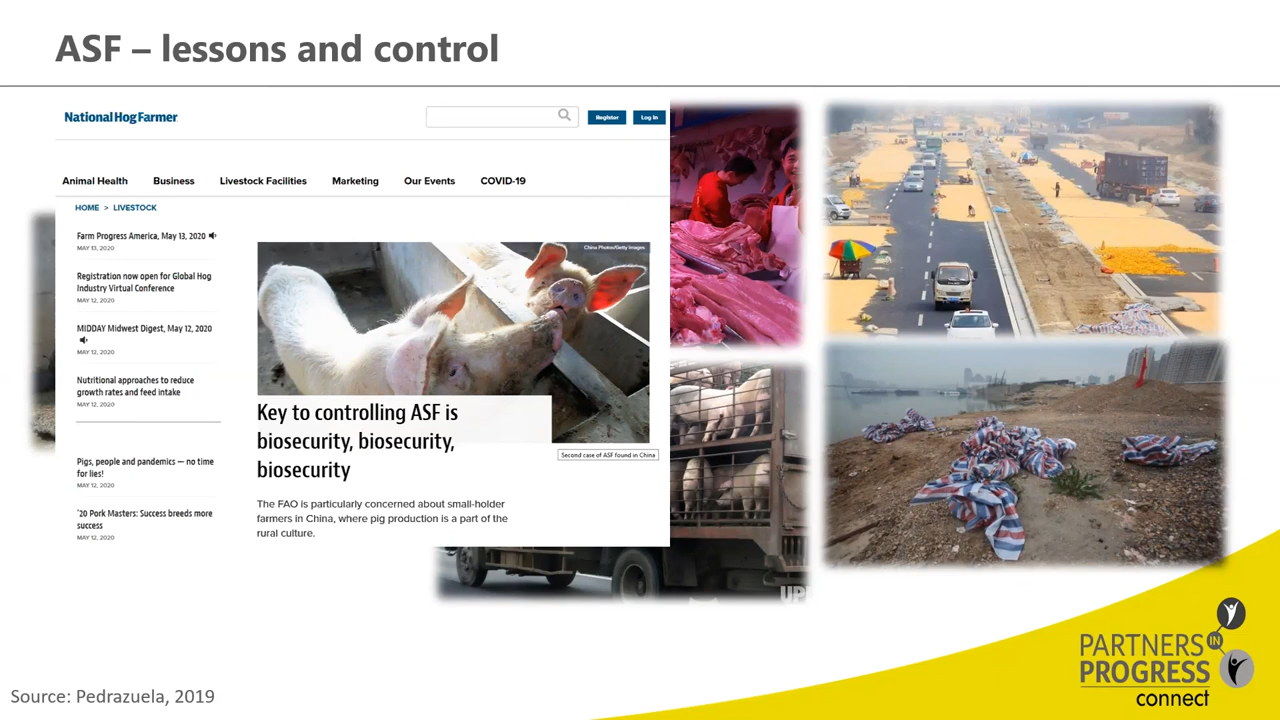 ASF – lessons and control
National Hog Farmer
Register
Log In
Animal Health
Business
Livestock Facilities
Marketing
Our Events
COVID-19
HOME > LIVESTOCK
Farm Progress America, May 13, 2020
MAY 13, 2020
Registration now open for Global Hog
Industry Virtual Conference
MAY 12, 2020
MIDDAY Midwest Digest, May 12, 2020
MAY 12, 2020
Nutritional approaches to reduce
growth rates and feed intake
MAY 12, 2020
Pigs, people and pandemics — no time
for lies!
MAY 12, 2020
'20 Pork Masters: Success breeds more
success
MAY 12, 2020
China Photos/Getty Images
Key to controlling ASF is
biosecurity, biosecurity,
biosecurity
Second case of ASF found in China
The FAO is particularly concerned about small-holder
farmers in China, where pig production is a part of the
rural culture.
UP
PARTNERS IN
PROGRESS
connect
Source: Pedrazuela, 2019